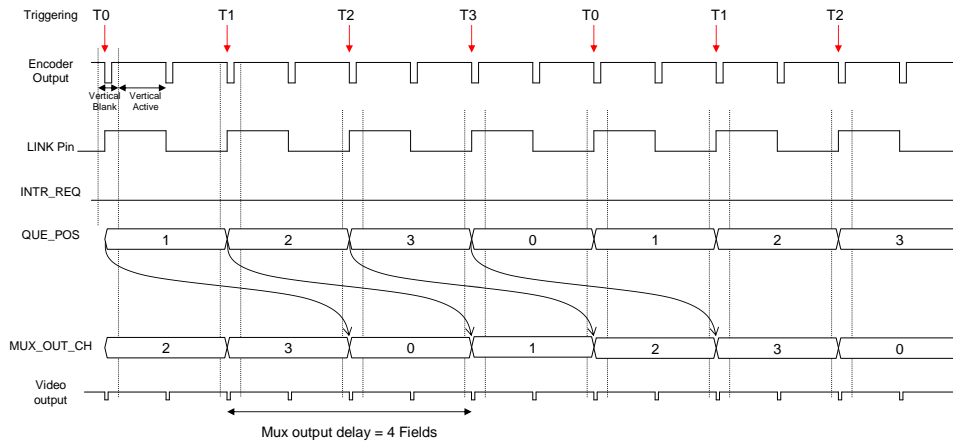 Triggering T0 T1 T2 T3 T0 T1 T2
Encoder
Output
Vertical
Blank
Vertical
Active
LINK Pin
INTR_REQ
QUE_POS 1 2 3 0 1 2 3
MUX_OUT_CH 2 3 0 1 2 3 0
Video
output
Mux output delay = 4 Fields